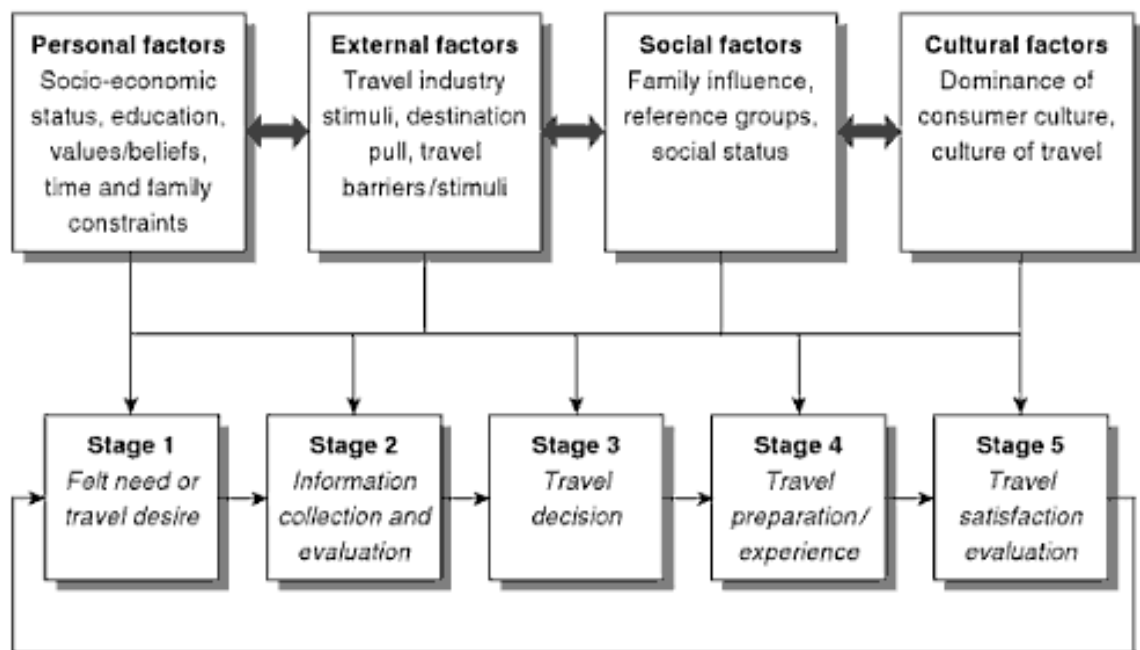 Personal factors
Socio-economic
status, education,
values/beliefs,
time and family
constraints
External factors
Travel industry
stimuli, destination
pull, travel
barriers/stimuli
Social factors
Family influence,
reference groups,
social status
Cultural factors
Dominance of
consumer culture,
culture of travel
Stage 1
Felt need or
travel desire
Stage 2
Information
collection and
evaluation
Stage 3
Travel
decision
Stage 4
Travel
preparation/
experience
Stage 5
Travel
satisfaction
evaluation